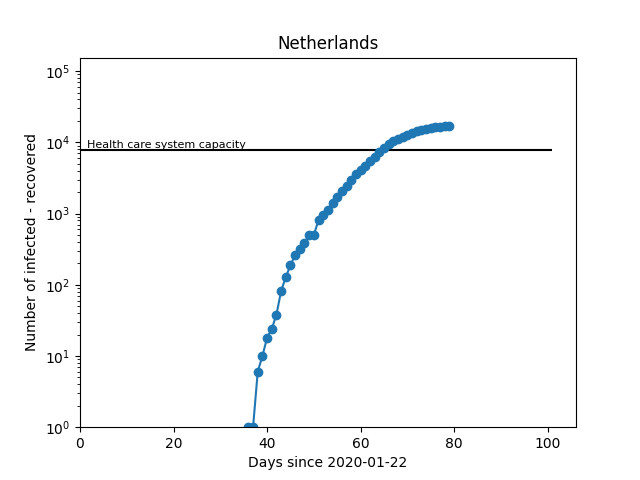 Netherlands
10^5
10^4
10^3
10^2
10^1
10^0
Number of infected - recovered
Health care system capacity
0 20 40 60 80 100
Days since 2020-01-22